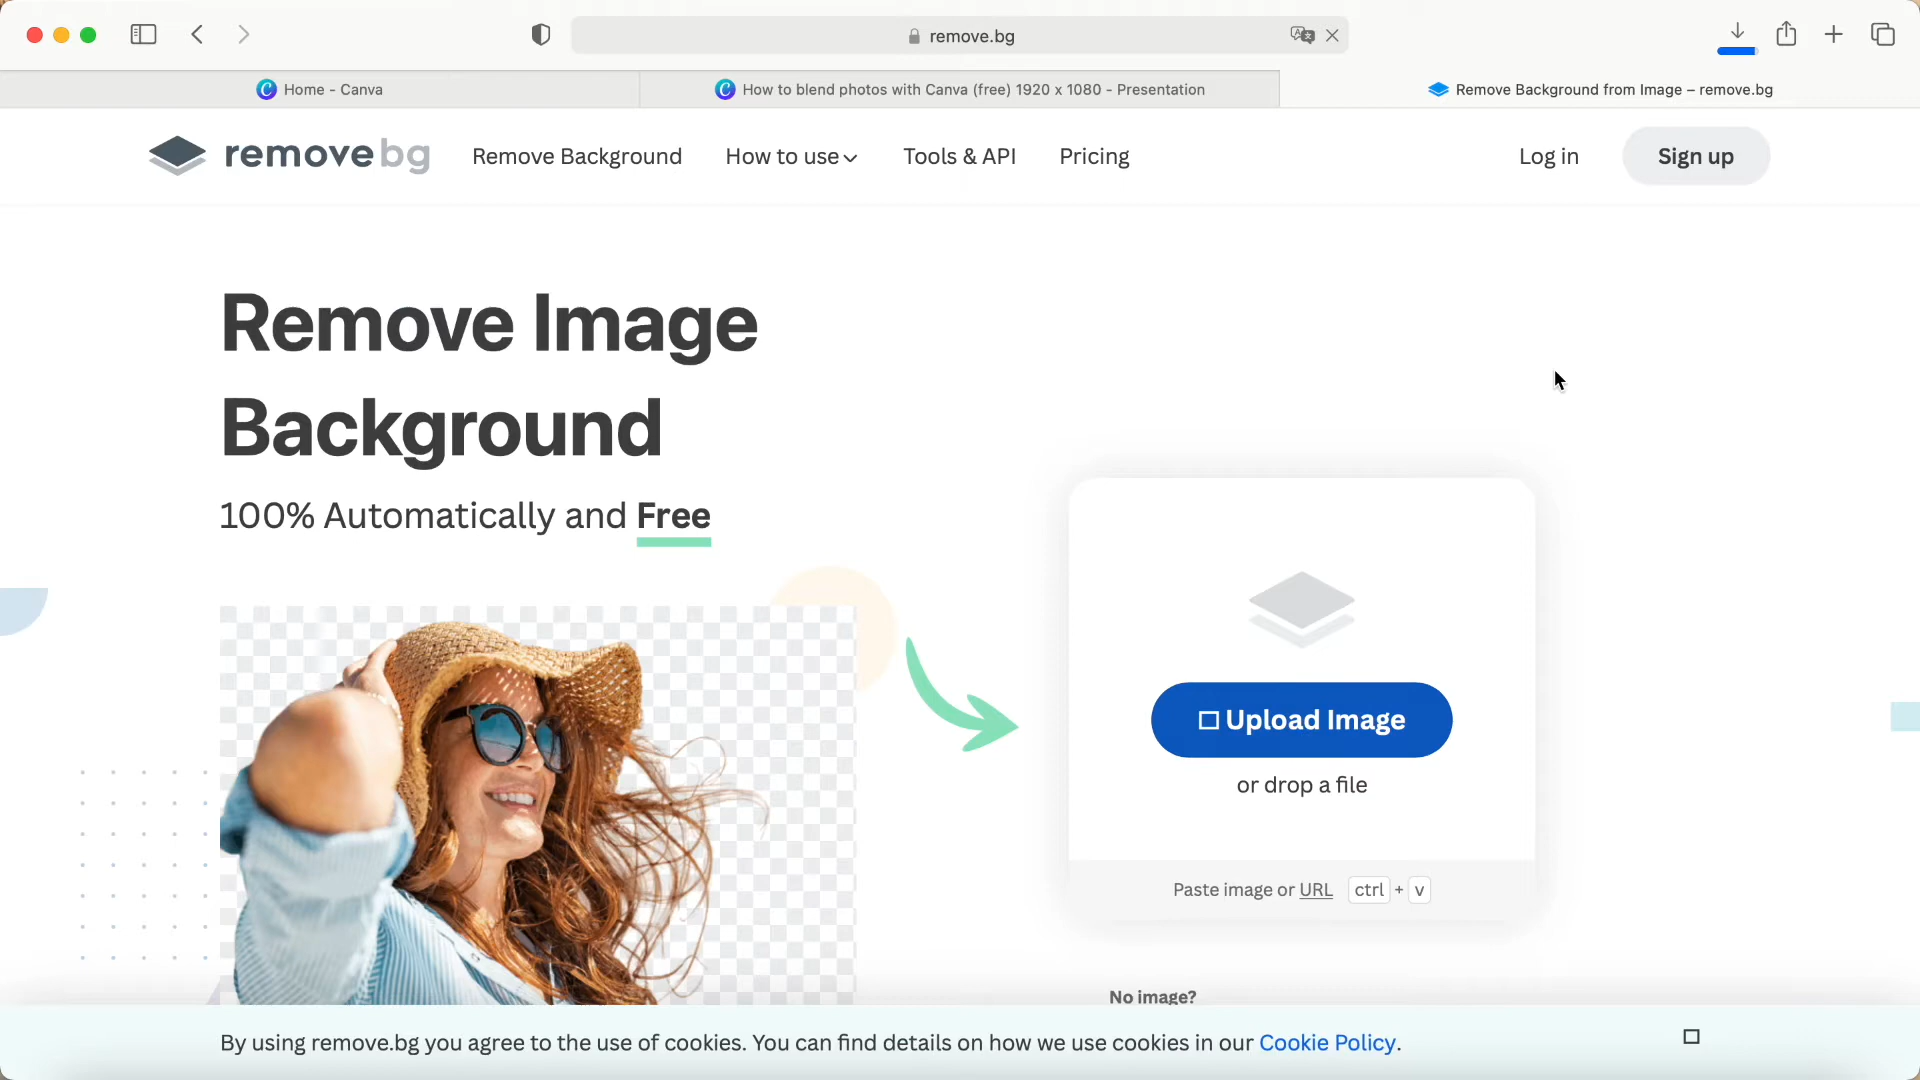 remove.bg
Home - Canva
How to blend photos with Canva (free) 1920 x 1080 - Presentation
Remove Background from Image – remove.bg
removebg
Remove Background
How to use
Tools & API
Pricing
Log in
Sign up
Remove Image
Background
100% Automatically and Free
Upload Image
or drop a file
Paste image or URL ctrl + v
No image?
By using remove.bg you agree to the use of cookies. You can find details on how we use cookies in our Cookie Policy.